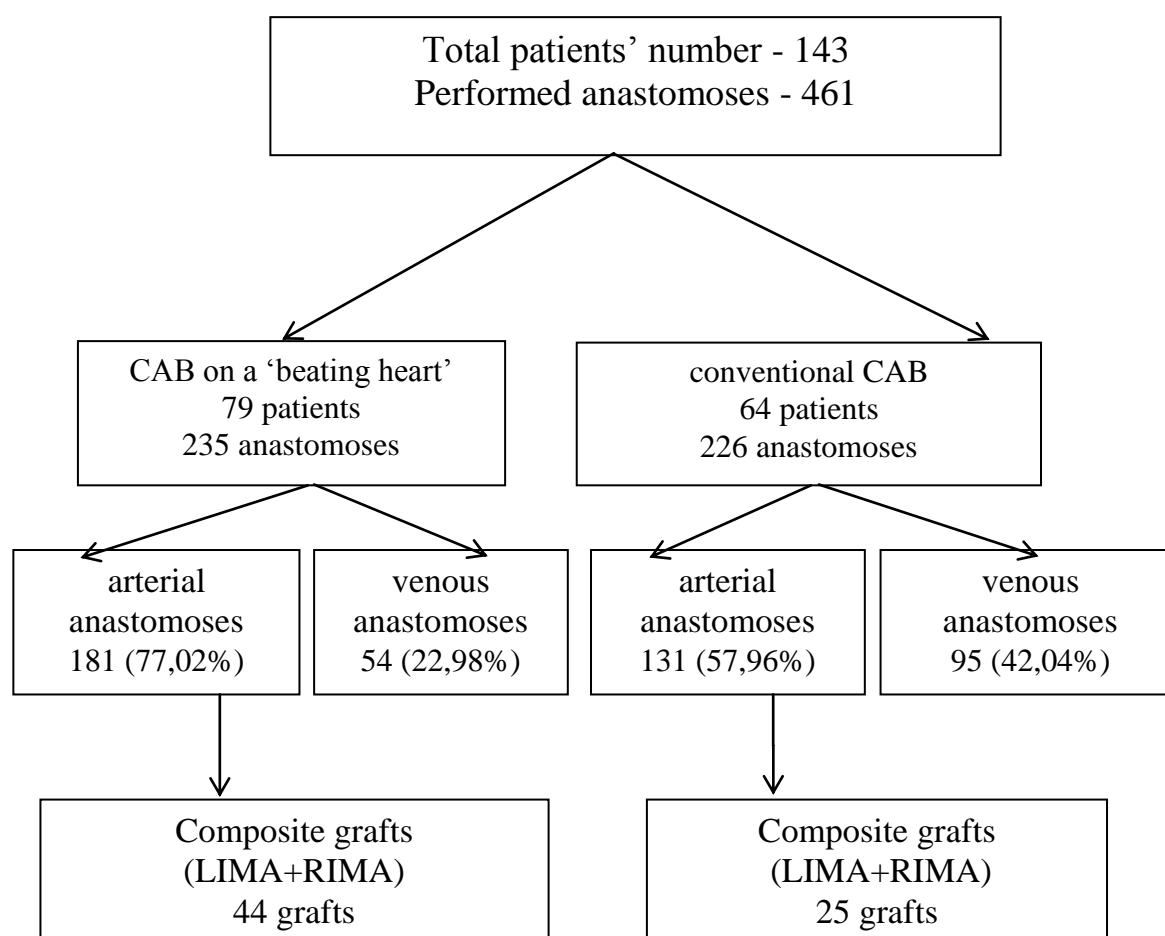 Total patients’ number - 143
Performed anastomoses - 461
CAB on a ‘beating heart’
79 patients
235 anastomoses
conventional CAB
64 patients
226 anastomoses
arterial
anastomoses
181 (77,02%)
venous
anastomoses
54 (22,98%)
arterial
anastomoses
131 (57,96%)
venous
anastomoses
95 (42,04%)
Composite grafts
(LIMA+RIMA)
44 grafts
Composite grafts
(LIMA+RIMA)
25 grafts